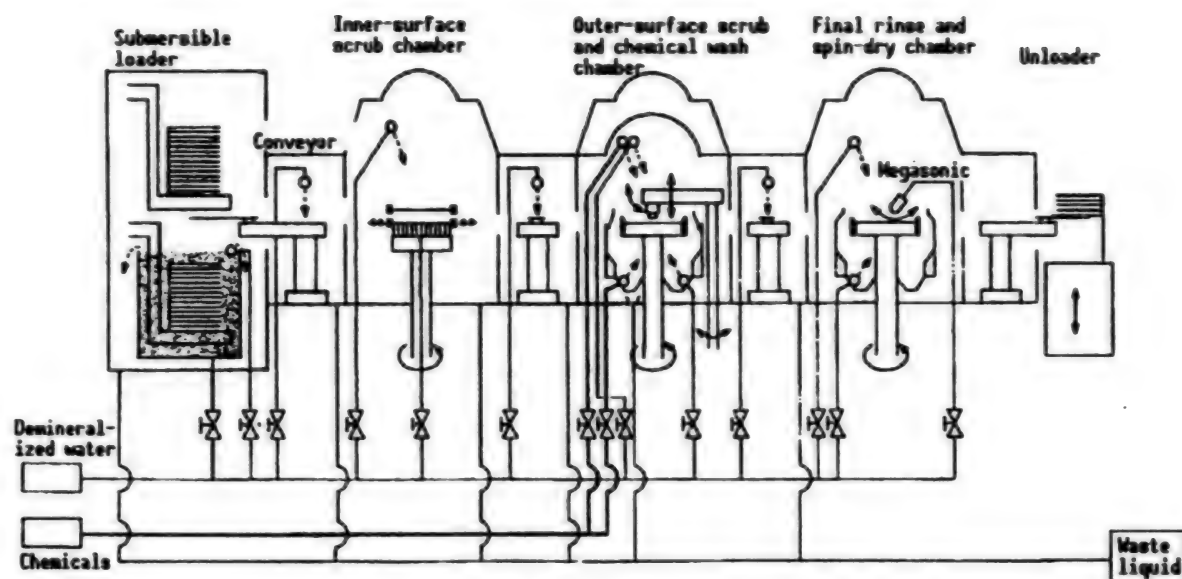 Submersible
loader
Inner-surface
scrub chamber
Outer-surface scrub
and chemical wash
chamber
Final rinse and
spin-dry chamber
Unloader
Conveyor
Megasonic
Demineral-
ized water
Chemicals
Waste
liquid